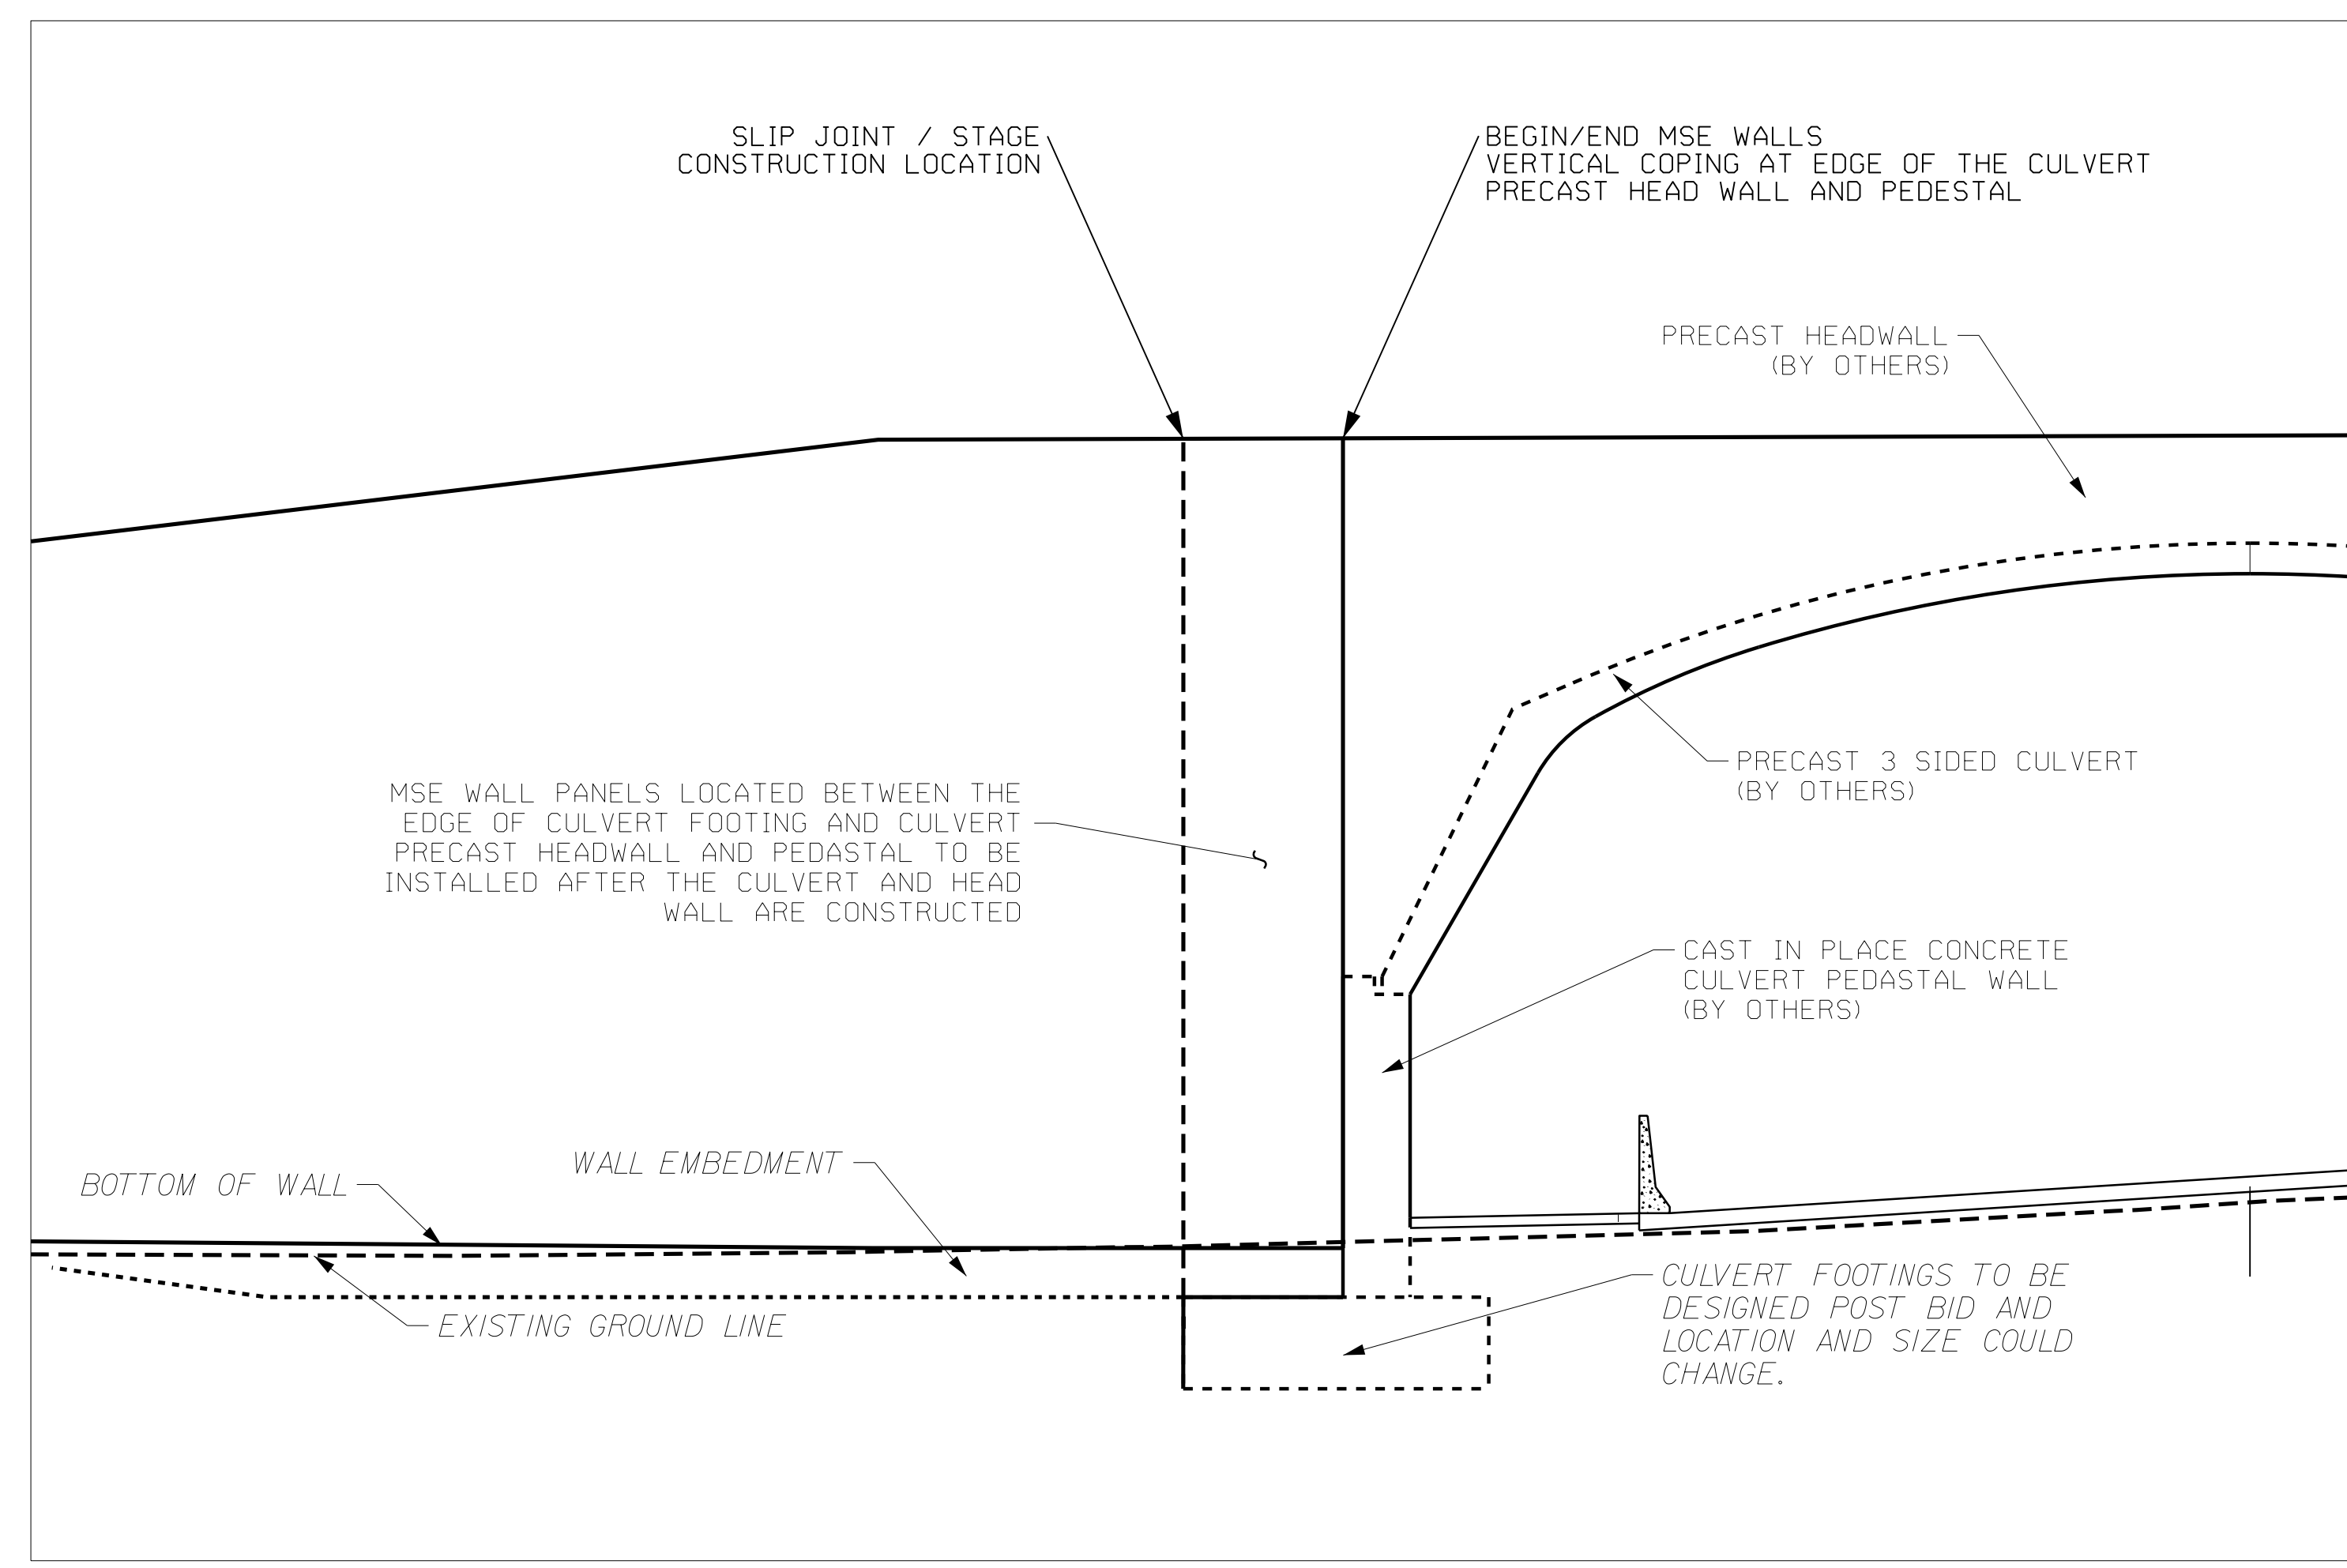 SLIP JOINT / STAGE
CONSTRUCTION LOCATION
BEGIN/END MSE WALLS
VERTICAL COPING AT EDGE OF THE CULVERT
PRECAST HEAD WALL AND PEDESTAL
PRECAST HEADWALL
(BY OTHERS)
PRECAST 3 SIDED CULVERT
(BY OTHERS)
MSE WALL PANELS LOCATED BETWEEN THE
EDGE OF CULVERT FOOTING AND CULVERT
PRECAST HEADWALL AND PEDASTAL TO BE
INSTALLED AFTER THE CULVERT AND HEAD
WALL ARE CONSTRUCTED
CAST IN PLACE CONCRETE
CULVERT PEDASTAL WALL
(BY OTHERS)
WALL EMBEDMENT
BOTTOM OF WALL
EXISTING GROUND LINE
CULVERT FOOTINGS TO BE
DESIGNED POST BID AND
LOCATION AND SIZE COULD
CHANGE.